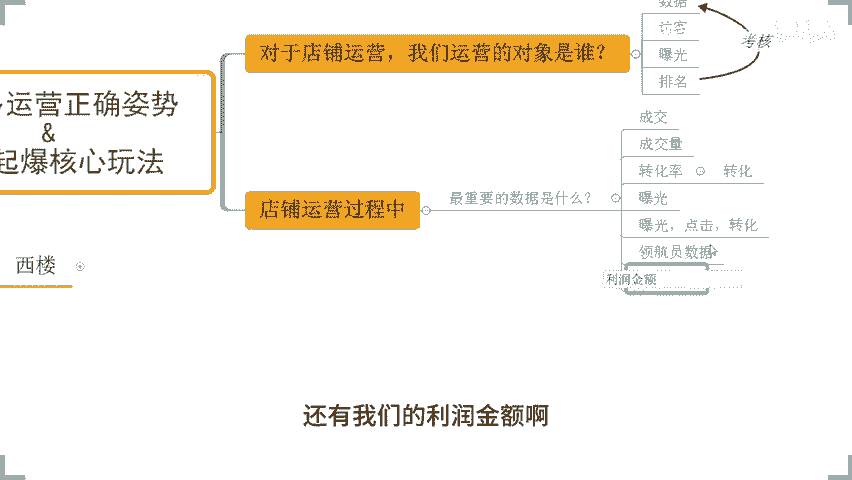 数据
访客
曝光
排名
考核
对于店铺运营，我们运营的对象是谁？
运营正确姿势
&
起爆核心玩法
店铺运营过程中
最重要的数据是什么？
成交
成交量
转化率
转化
曝光
曝光，点击，转化
领航员数据
利润金额
西楼
还有我们的利润金额啊